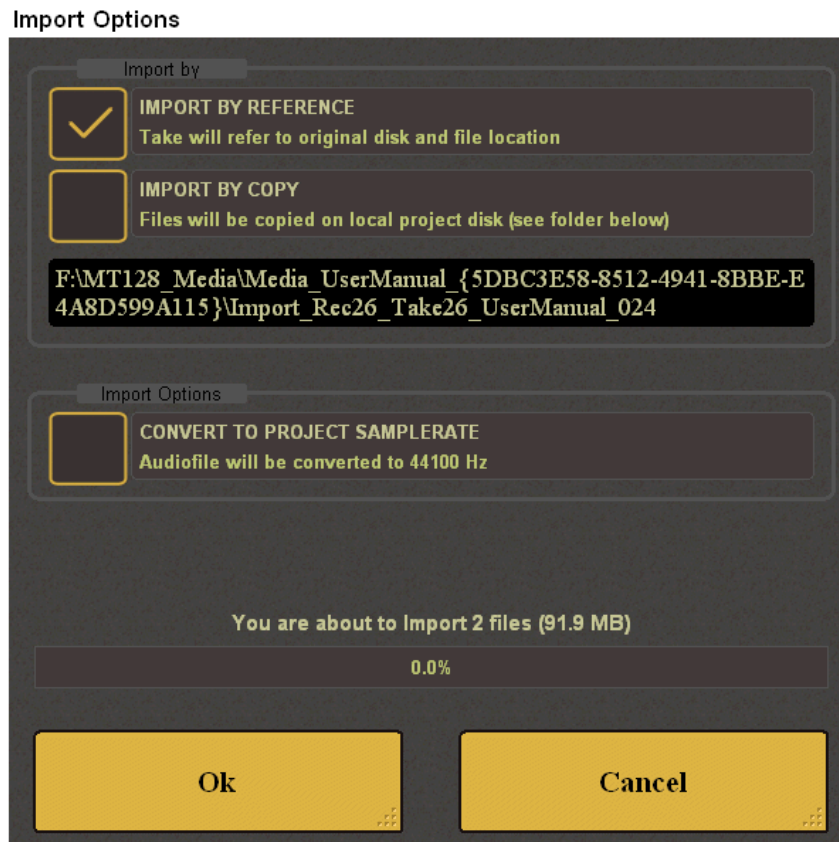 Import Options
Import by
IMPORT BY REFERENCE
Take will refer to original disk and file location
IMPORT BY COPY
Files will be copied on local project disk (see folder below)
F:\MT128_Media\Media_UserManual_{5DBC3E58-8512-4941-8BBE-E
4A8D599A115}\Import_Rec26_Take26_UserManual_024
Import Options
CONVERT TO PROJECT SAMPLERATE
Audiofile will be converted to 44100 Hz
You are about to Import 2 files (91.9 MB)
0.0%
Ok
Cancel